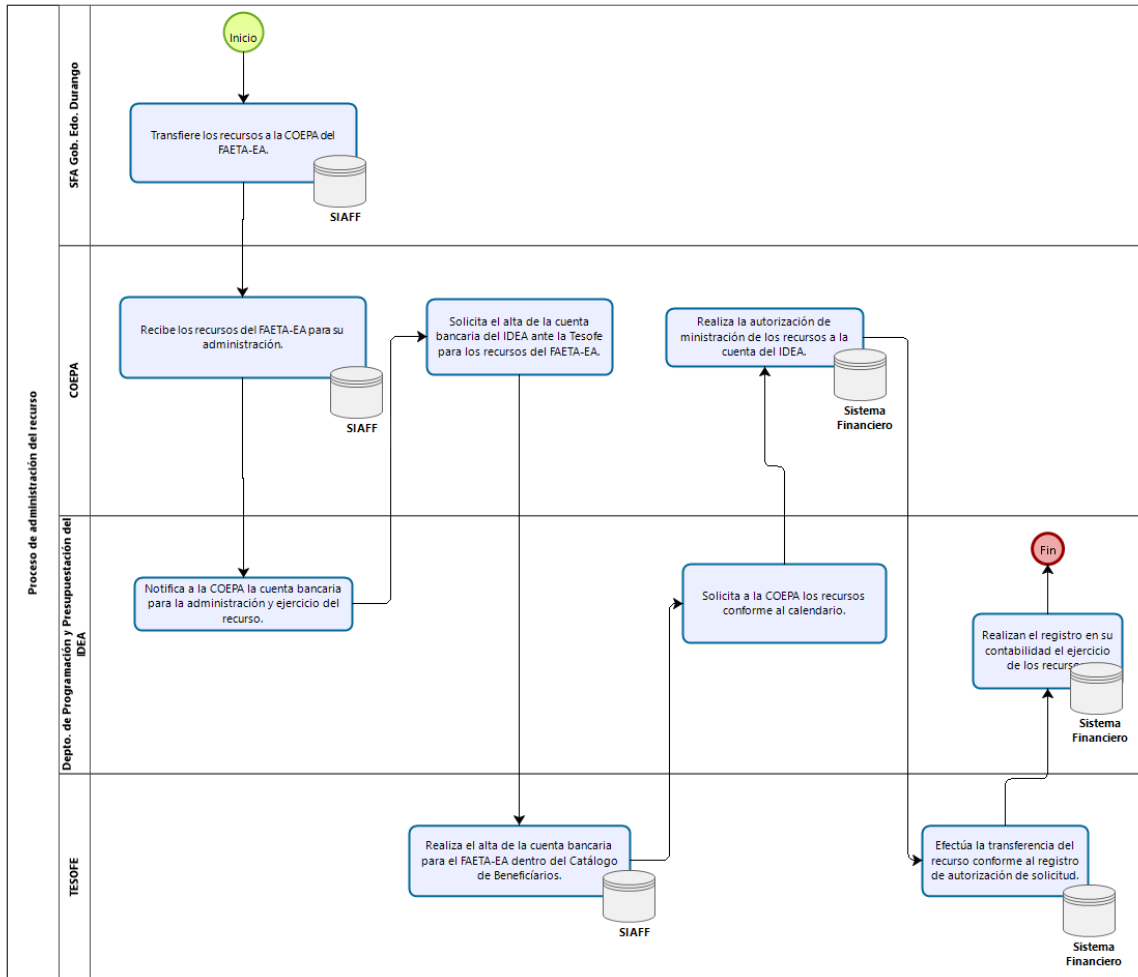 Proceso de administración del recurso
SFA Gob. Edo. Durango
Inicio
Transfiere los recursos a la COEPA del
FAETA-EA.
SIAFF
COEPA
Recibe los recursos del FAETA-EA para su
administración.
SIAFF
Solicita el alta de la cuenta
bancaria del IDEA ante la Tesofe
para los recursos del FAETA-EA.
Realiza la autorización de
ministración de los recursos a la
cuenta del IDEA.
Sistema
Financiero
Depto. de Programación y Presupuestación del
IDEA
Notifica a la COEPA la cuenta bancaria
para la administración y ejercicio del
recurso.
Solicita a la COEPA los recursos
conforme al calendario.
Fin
Realizan el registro en su
contabilidad el ejercicio
de los recurso
Sistema
Financiero
TESOFE
Realiza el alta de la cuenta bancaria
para el FAETA-EA dentro del Catálogo
de Beneficíarios.
SIAFF
Efectúa la transferencia del
recurso conforme al registro
de autorización de solicitud.
Sistema
Financiero